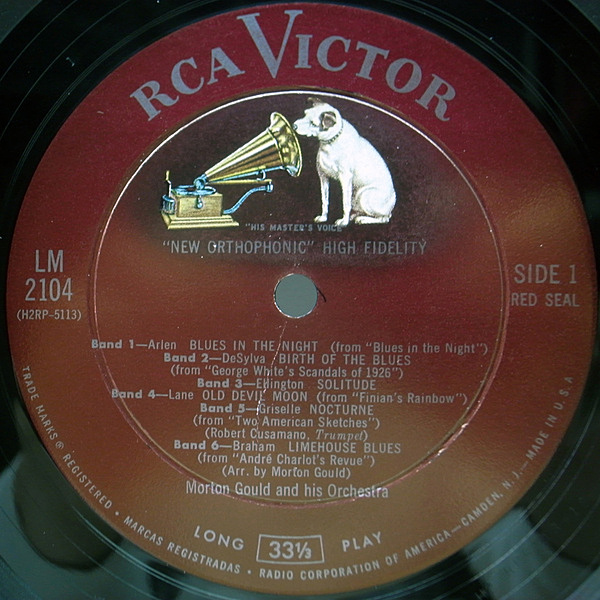 RCA VICTOR
"HIS MASTER'S VOICE"
"NEW ORTHOPHONIC" HIGH FIDELITY
LM
2104
(H2RP-5113)
SIDE 1
RED SEAL
Band 1—Arlen BLUES IN THE NIGHT (from "Blues in the Night")
Band 2—DeSylva BIRTH OF THE BLUES
(from "George White's Scandals of 1926")
Band 3—Ellington SOLITUDE
Band 4—Lane OLD DEVIL MOON (from "Finian's Rainbow")
Band 5—Griselle NOCTURNE
(from "Two American Sketches")
(Robert Cusamano, Trumpet)
Band 6—Braham LIMEHOUSE BLUES
(from "André Charlot's Revue")
(Arr. by Morton Gould)
Morton Gould and his Orchestra
LONG 33⅓ PLAY
TRADE MARKS ® REGISTERED • MARCAS REGISTRADAS • RADIO CORPORATION OF AMERICA—CAMDEN, N. J.—MADE IN U.S.A